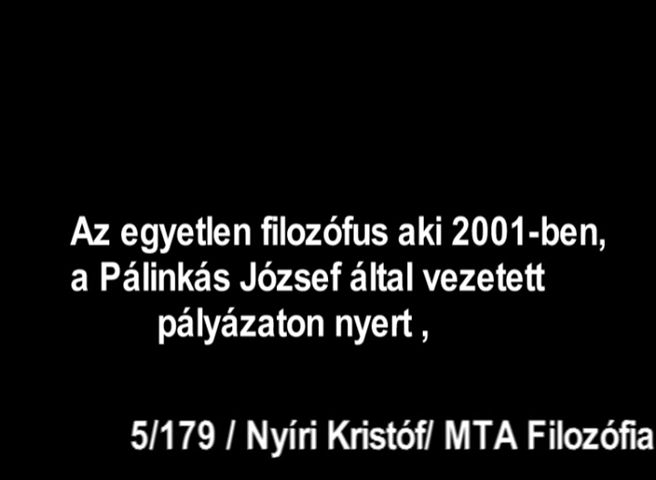 Az egyetlen filozófus aki 2001-ben,
a Pálinkás József által vezetett
pályázaton nyert ,
5/179 / Nyíri Kristóf/ MTA Filozófia